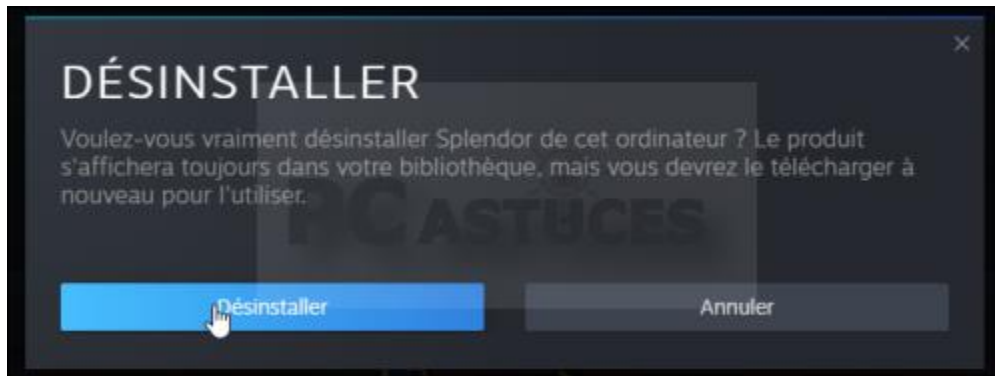 DÉSINSTALLER
Voulez-vous vraiment désinstaller Splendor de cet ordinateur ? Le produit
s'affichera toujours dans votre bibliothèque, mais vous devrez le télécharger à
nouveau pour l'utiliser.
PC ASTUCES
Désinstaller
Annuler